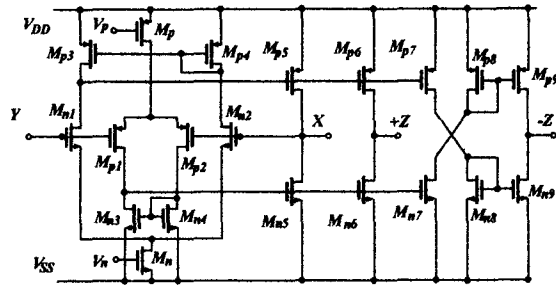 V_DD V_p M_p
M_p3 M_p4 M_p5 M_p6 M_p7 M_p8 M_p9
Y M_n1 M_n2 X +Z -Z
M_p1 M_p2
M_n3 M_n4 M_n5 M_n6 M_n7 M_n8 M_n9
V_SS V_n M_n